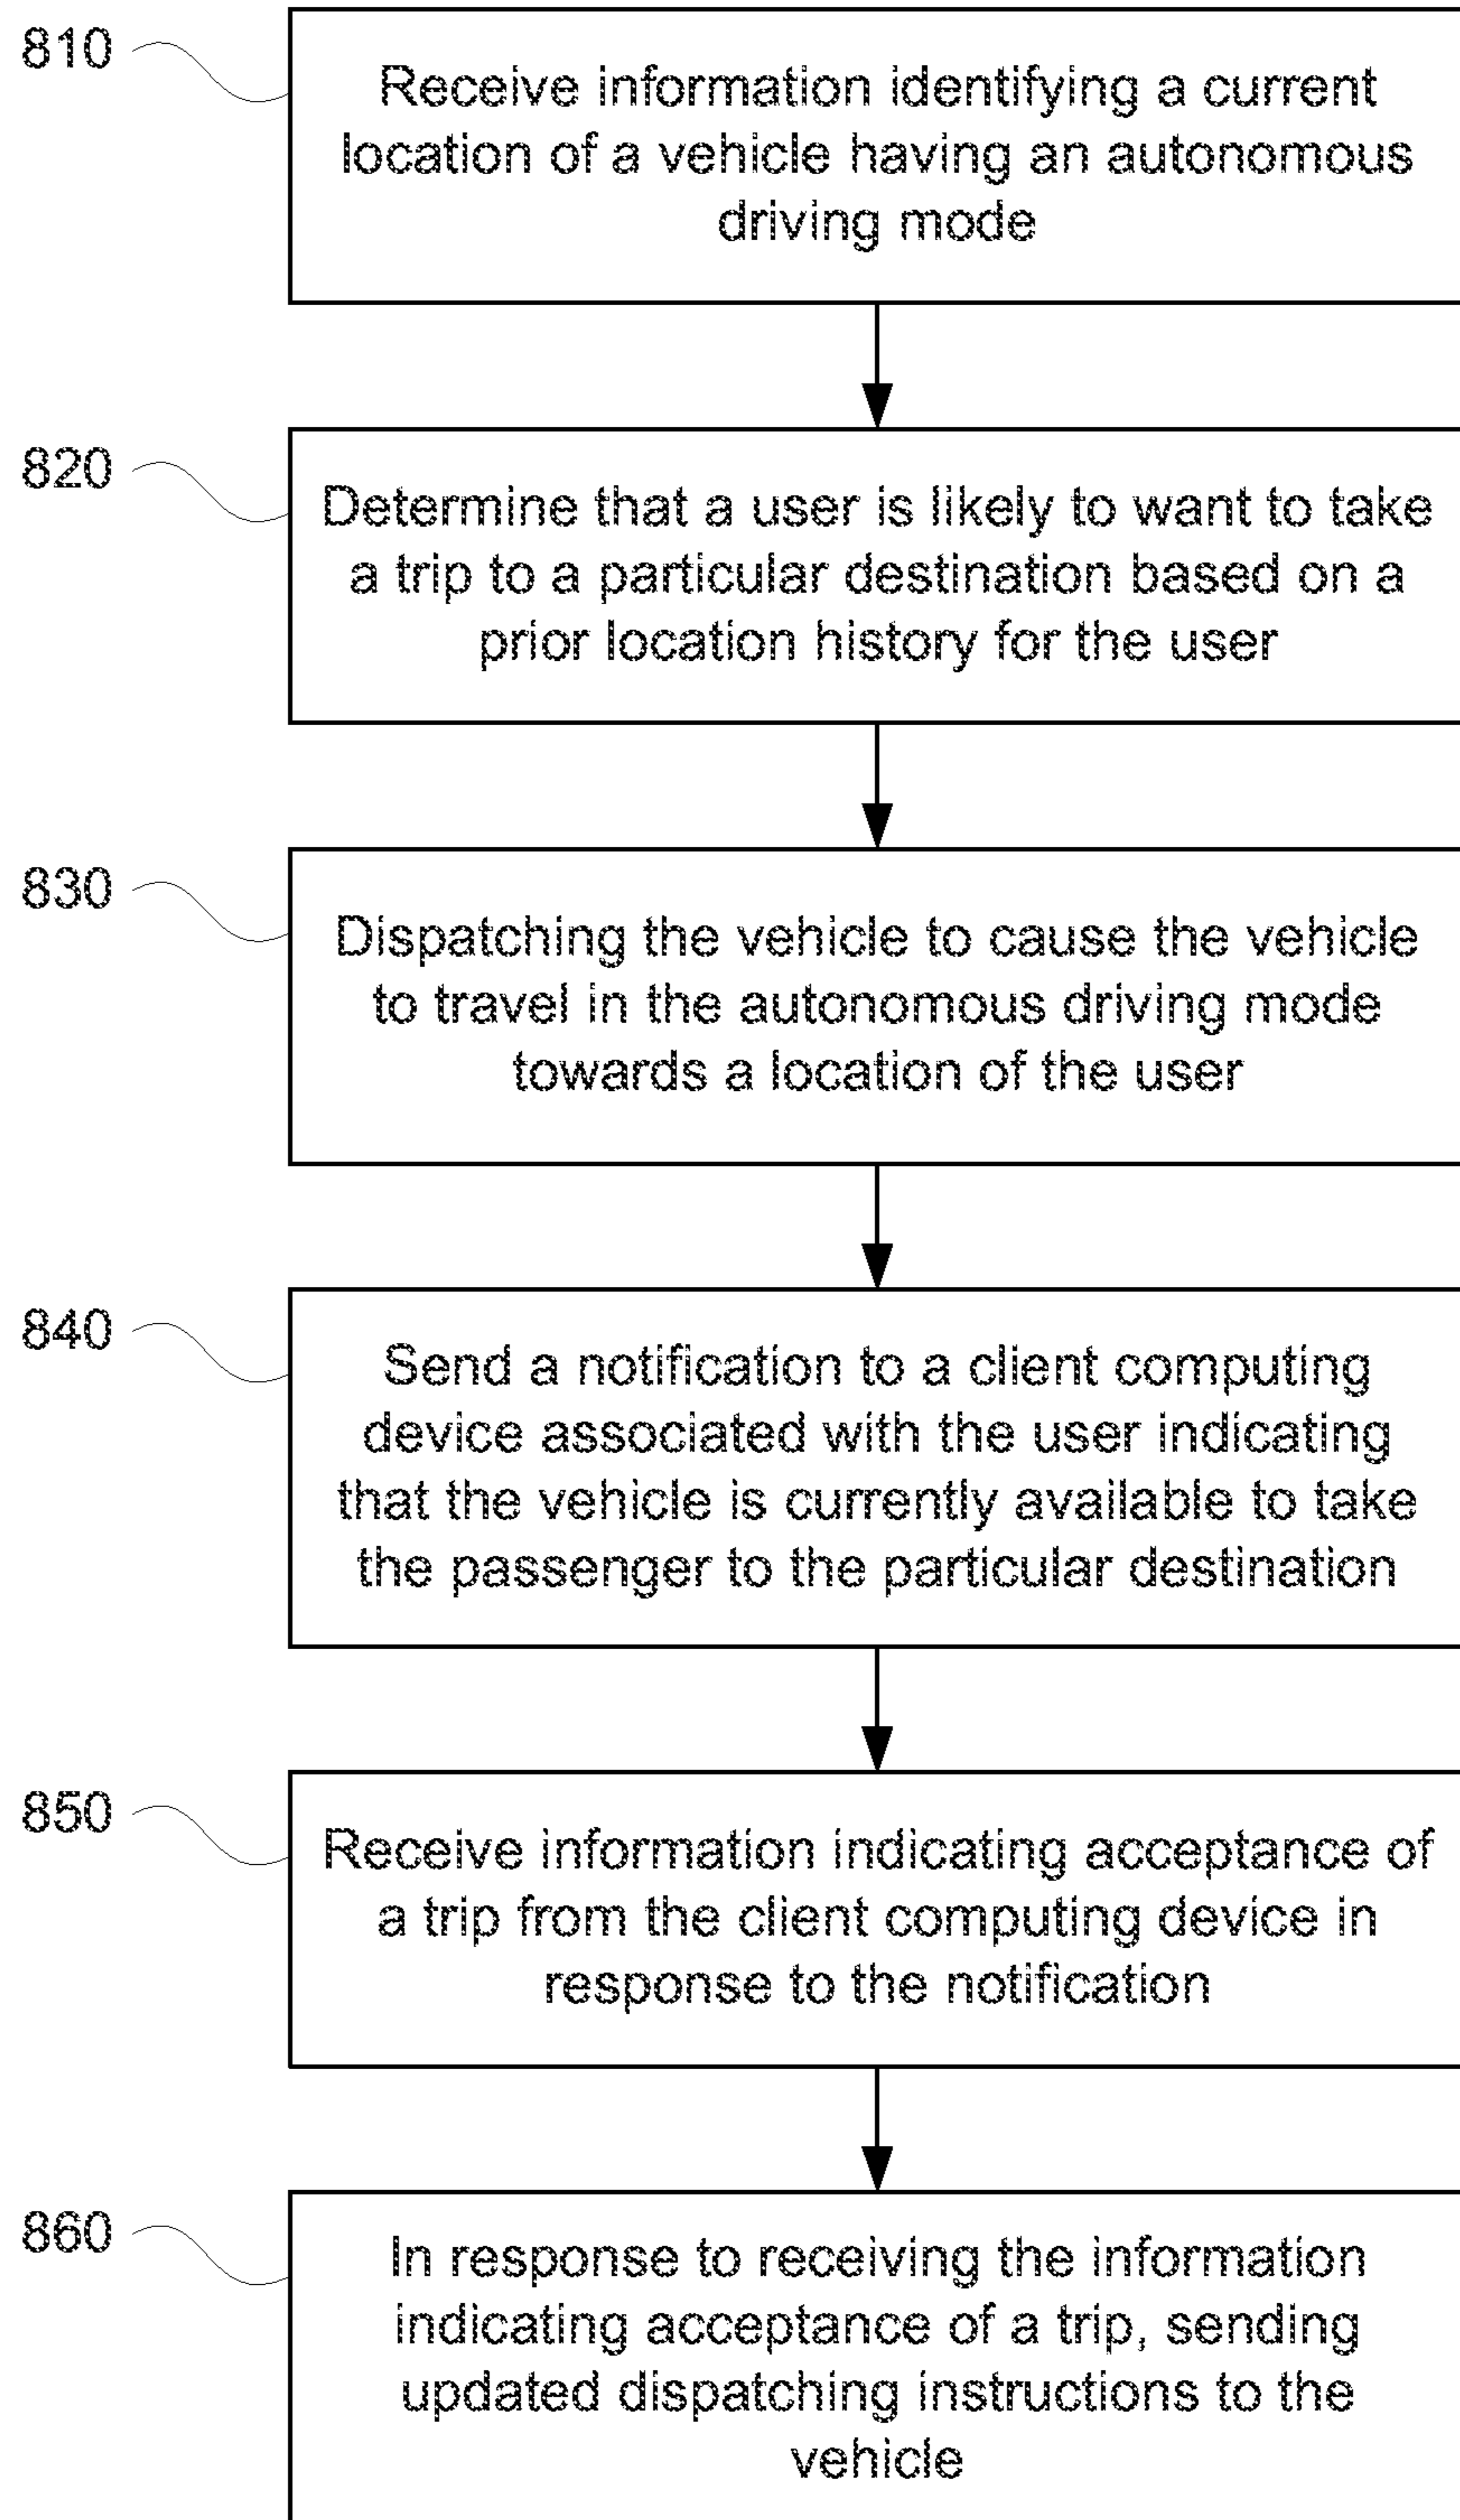 810
Receive information identifying a current
location of a vehicle having an autonomous
driving mode
820
Determine that a user is likely to want to take
a trip to a particular destination based on a
prior location history for the user
830
Dispatching the vehicle to cause the vehicle
to travel in the autonomous driving mode
towards a location of the user
840
Send a notification to a client computing
device associated with the user indicating
that the vehicle is currently available to take
the passenger to the particular destination
850
Receive information indicating acceptance of
a trip from the client computing device in
response to the notification
860
In response to receiving the information
indicating acceptance of a trip, sending
updated dispatching instructions to the
vehicle